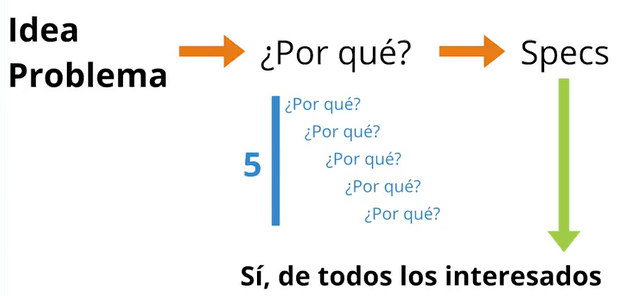 Idea
Problema
¿Por qué?
Specs
5
¿Por qué?
¿Por qué?
¿Por qué?
¿Por qué?
¿Por qué?
Sí, de todos los interesados